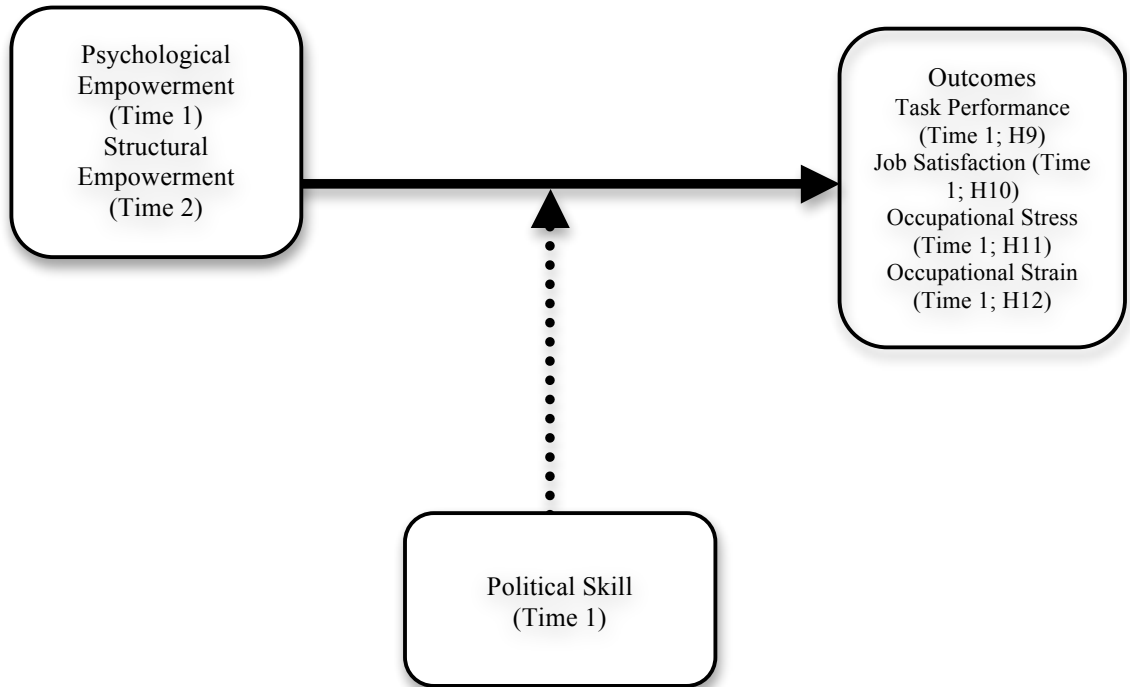 Psychological
Empowerment
(Time 1)
Structural
Empowerment
(Time 2)
Outcomes
Task Performance
(Time 1; H9)
Job Satisfaction (Time
1; H10)
Occupational Stress
(Time 1; H11)
Occupational Strain
(Time 1; H12)
Political Skill
(Time 1)